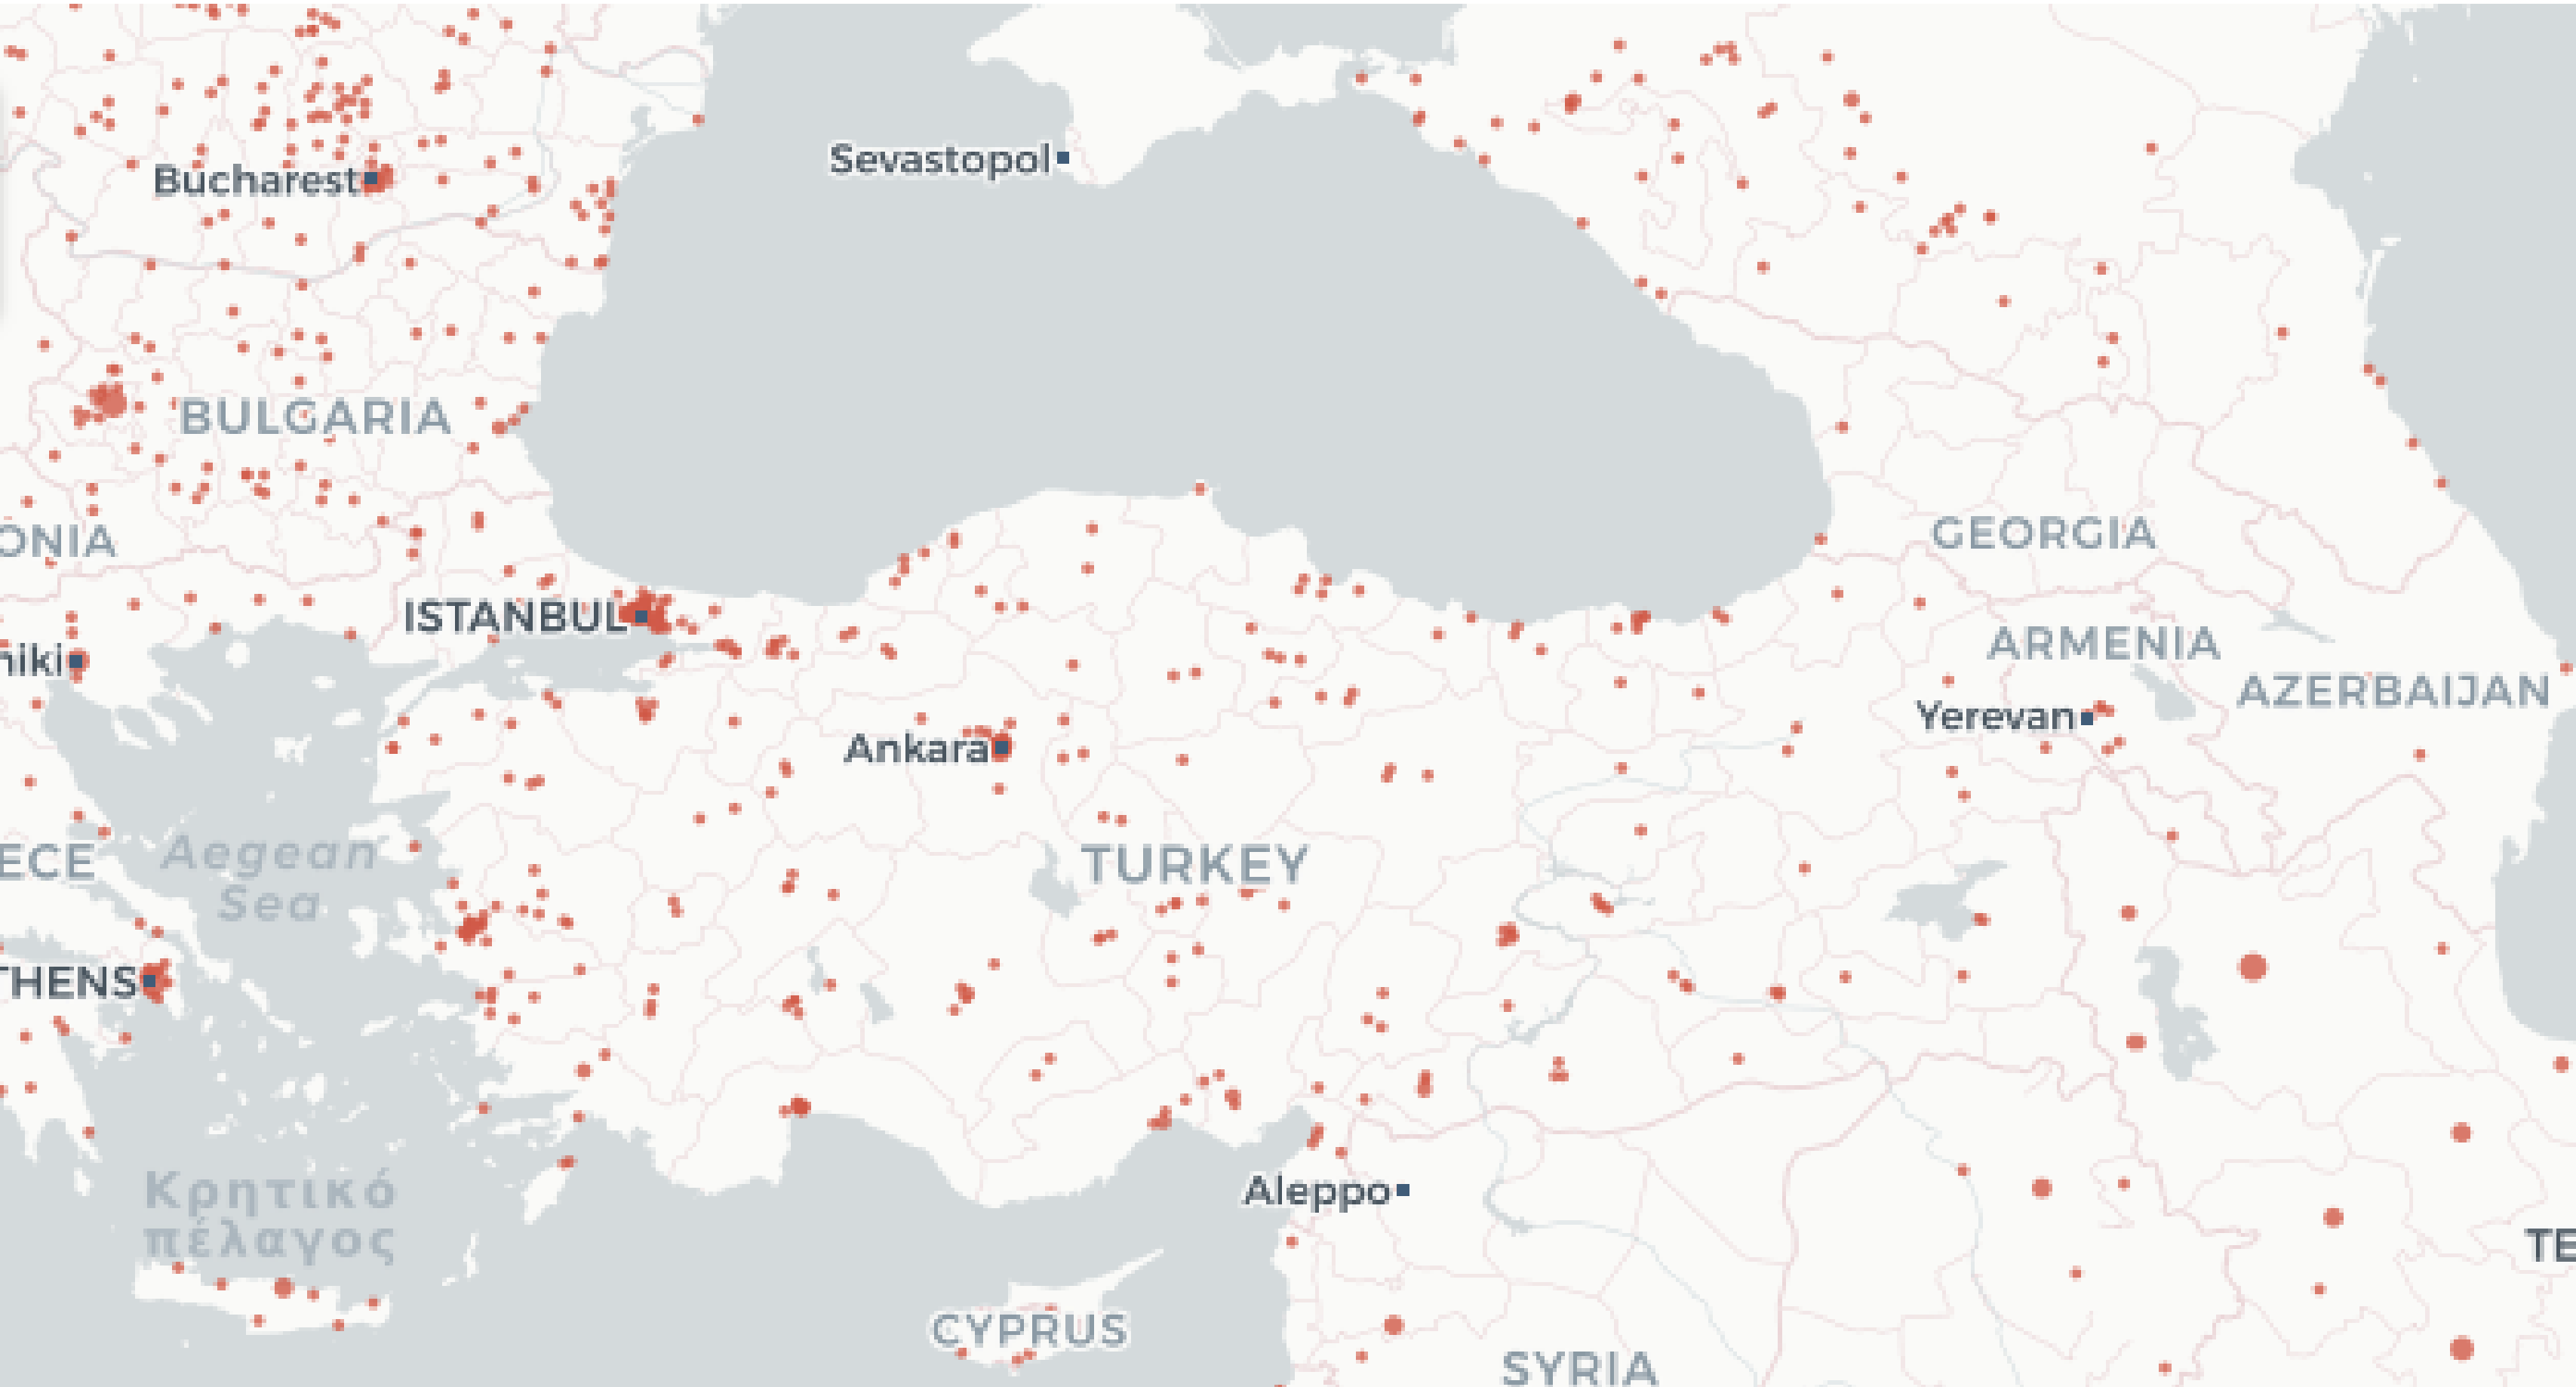 Sevastopol
Bucharest
BULGARIA
ONIA
GEORGIA
ISTANBUL
ARMENIA
niki
AZERBAIJAN
Yerevan
Ankara
Aegean
Sea
ECE
TURKEY
THENS
Κρητικό
πέλαγος
Aleppo
TE
CYPRUS
SYRIA